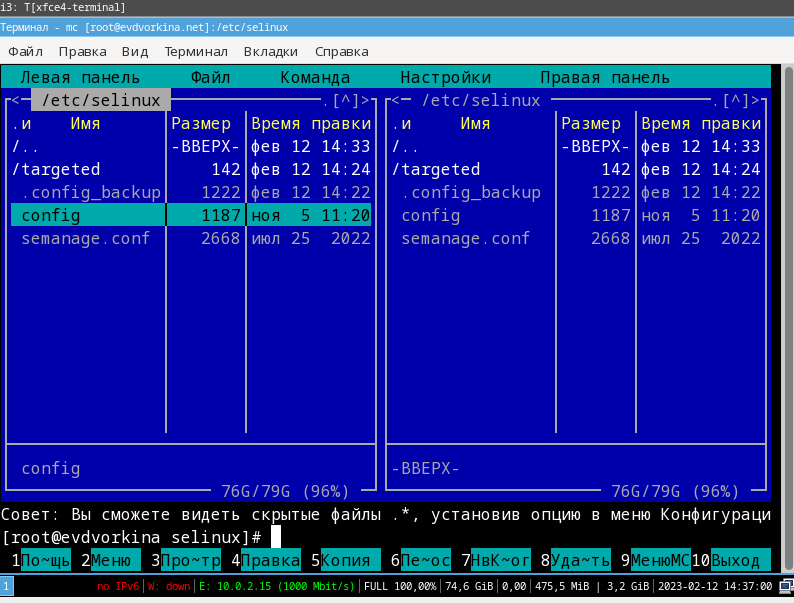 i3: T[xfce4-terminal]
Терминал - mc [root@evdvorkina.net]:/etc/selinux
Файл Правка Вид Терминал Вкладки Справка
Левая панель Файл Команда Настройки Правая панель
<- /etc/selinux .[^]> <- /etc/selinux .[^]>
.и Имя Размер Время правки .и Имя Размер Время правки
/.. -ВВЕРХ- фев 12 14:33 /.. -ВВЕРХ- фев 12 14:33
/targeted 142 фев 12 14:24 /targeted 142 фев 12 14:24
.config_backup 1222 фев 12 14:22 .config_backup 1222 фев 12 14:22
config 1187 ноя 5 11:20 config 1187 ноя 5 11:20
semanage.conf 2668 июл 25 2022 semanage.conf 2668 июл 25 2022
config -ВВЕРХ-
76G/79G (96%) 76G/79G (96%)
Совет: Вы сможете видеть скрытые файлы .*, установив опцию в меню Конфигураци
[root@evdvorkina selinux]#
1По~щь 2Меню 3Про~тр 4Правка 5Копия 6Пе~ос 7НвК~ог 8Уда~ть 9МенюМС10Выход
1 no IPv6| W: down| E: 10.0.2.15 (1000 Mbit/s)| FULL 100,00%| 74,6 GiB| 0,00| 475,5 MiB | 3,2 GiB| 2023-02-12 14:37:00